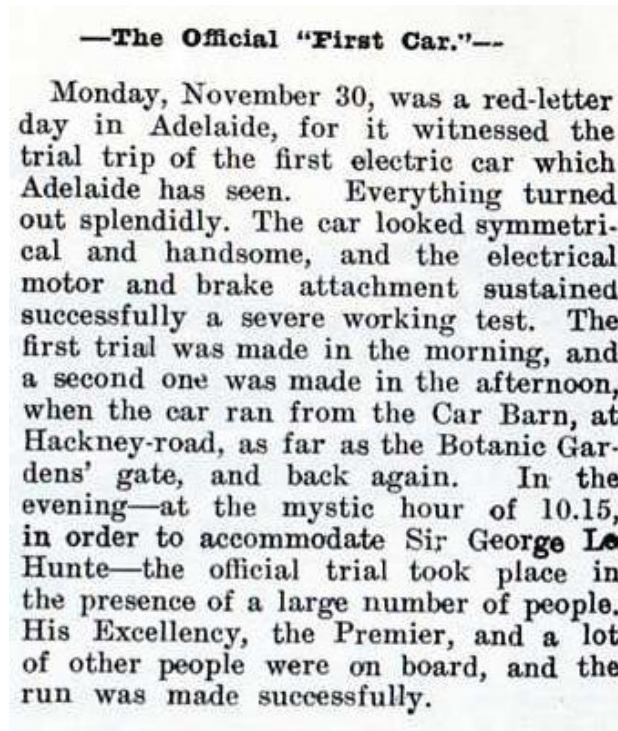 —The Official "First Car."—
Monday, November 30, was a red-letter
day in Adelaide, for it witnessed the
trial trip of the first electric car which
Adelaide has seen. Everything turned
out splendidly. The car looked symmetri-
cal and handsome, and the electrical
motor and brake attachment sustained
successfully a severe working test. The
first trial was made in the morning, and
a second one was made in the afternoon,
when the car ran from the Car Barn, at
Hackney-road, as far as the Botanic Gar-
dens' gate, and back again. In the
evening—at the mystic hour of 10.15,
in order to accommodate Sir George Le
Hunte—the official trial took place in
the presence of a large number of people.
His Excellency, the Premier, and a lot
of other people were on board, and the
run was made successfully.